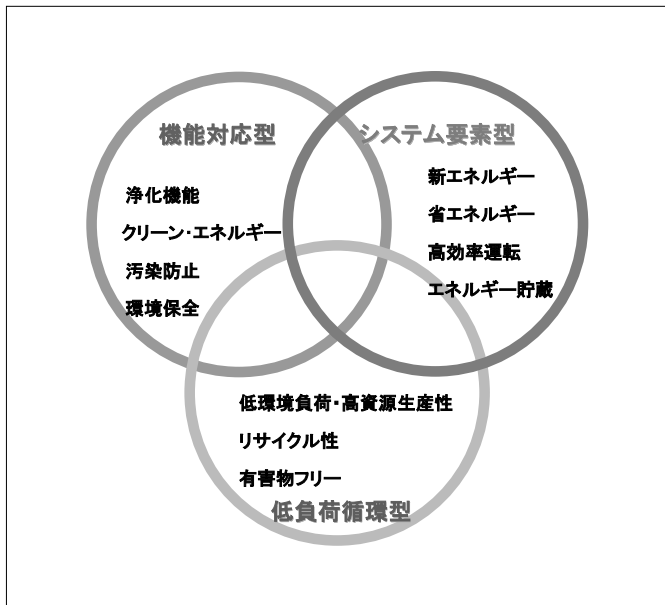 機能対応型
浄化機能
クリーン・エネルギー
汚染防止
環境保全
システム要素型
新エネルギー
省エネルギー
高効率運転
エネルギー貯蔵
低環境負荷・高資源生産性
リサイクル性
有害物フリー
低負荷循環型